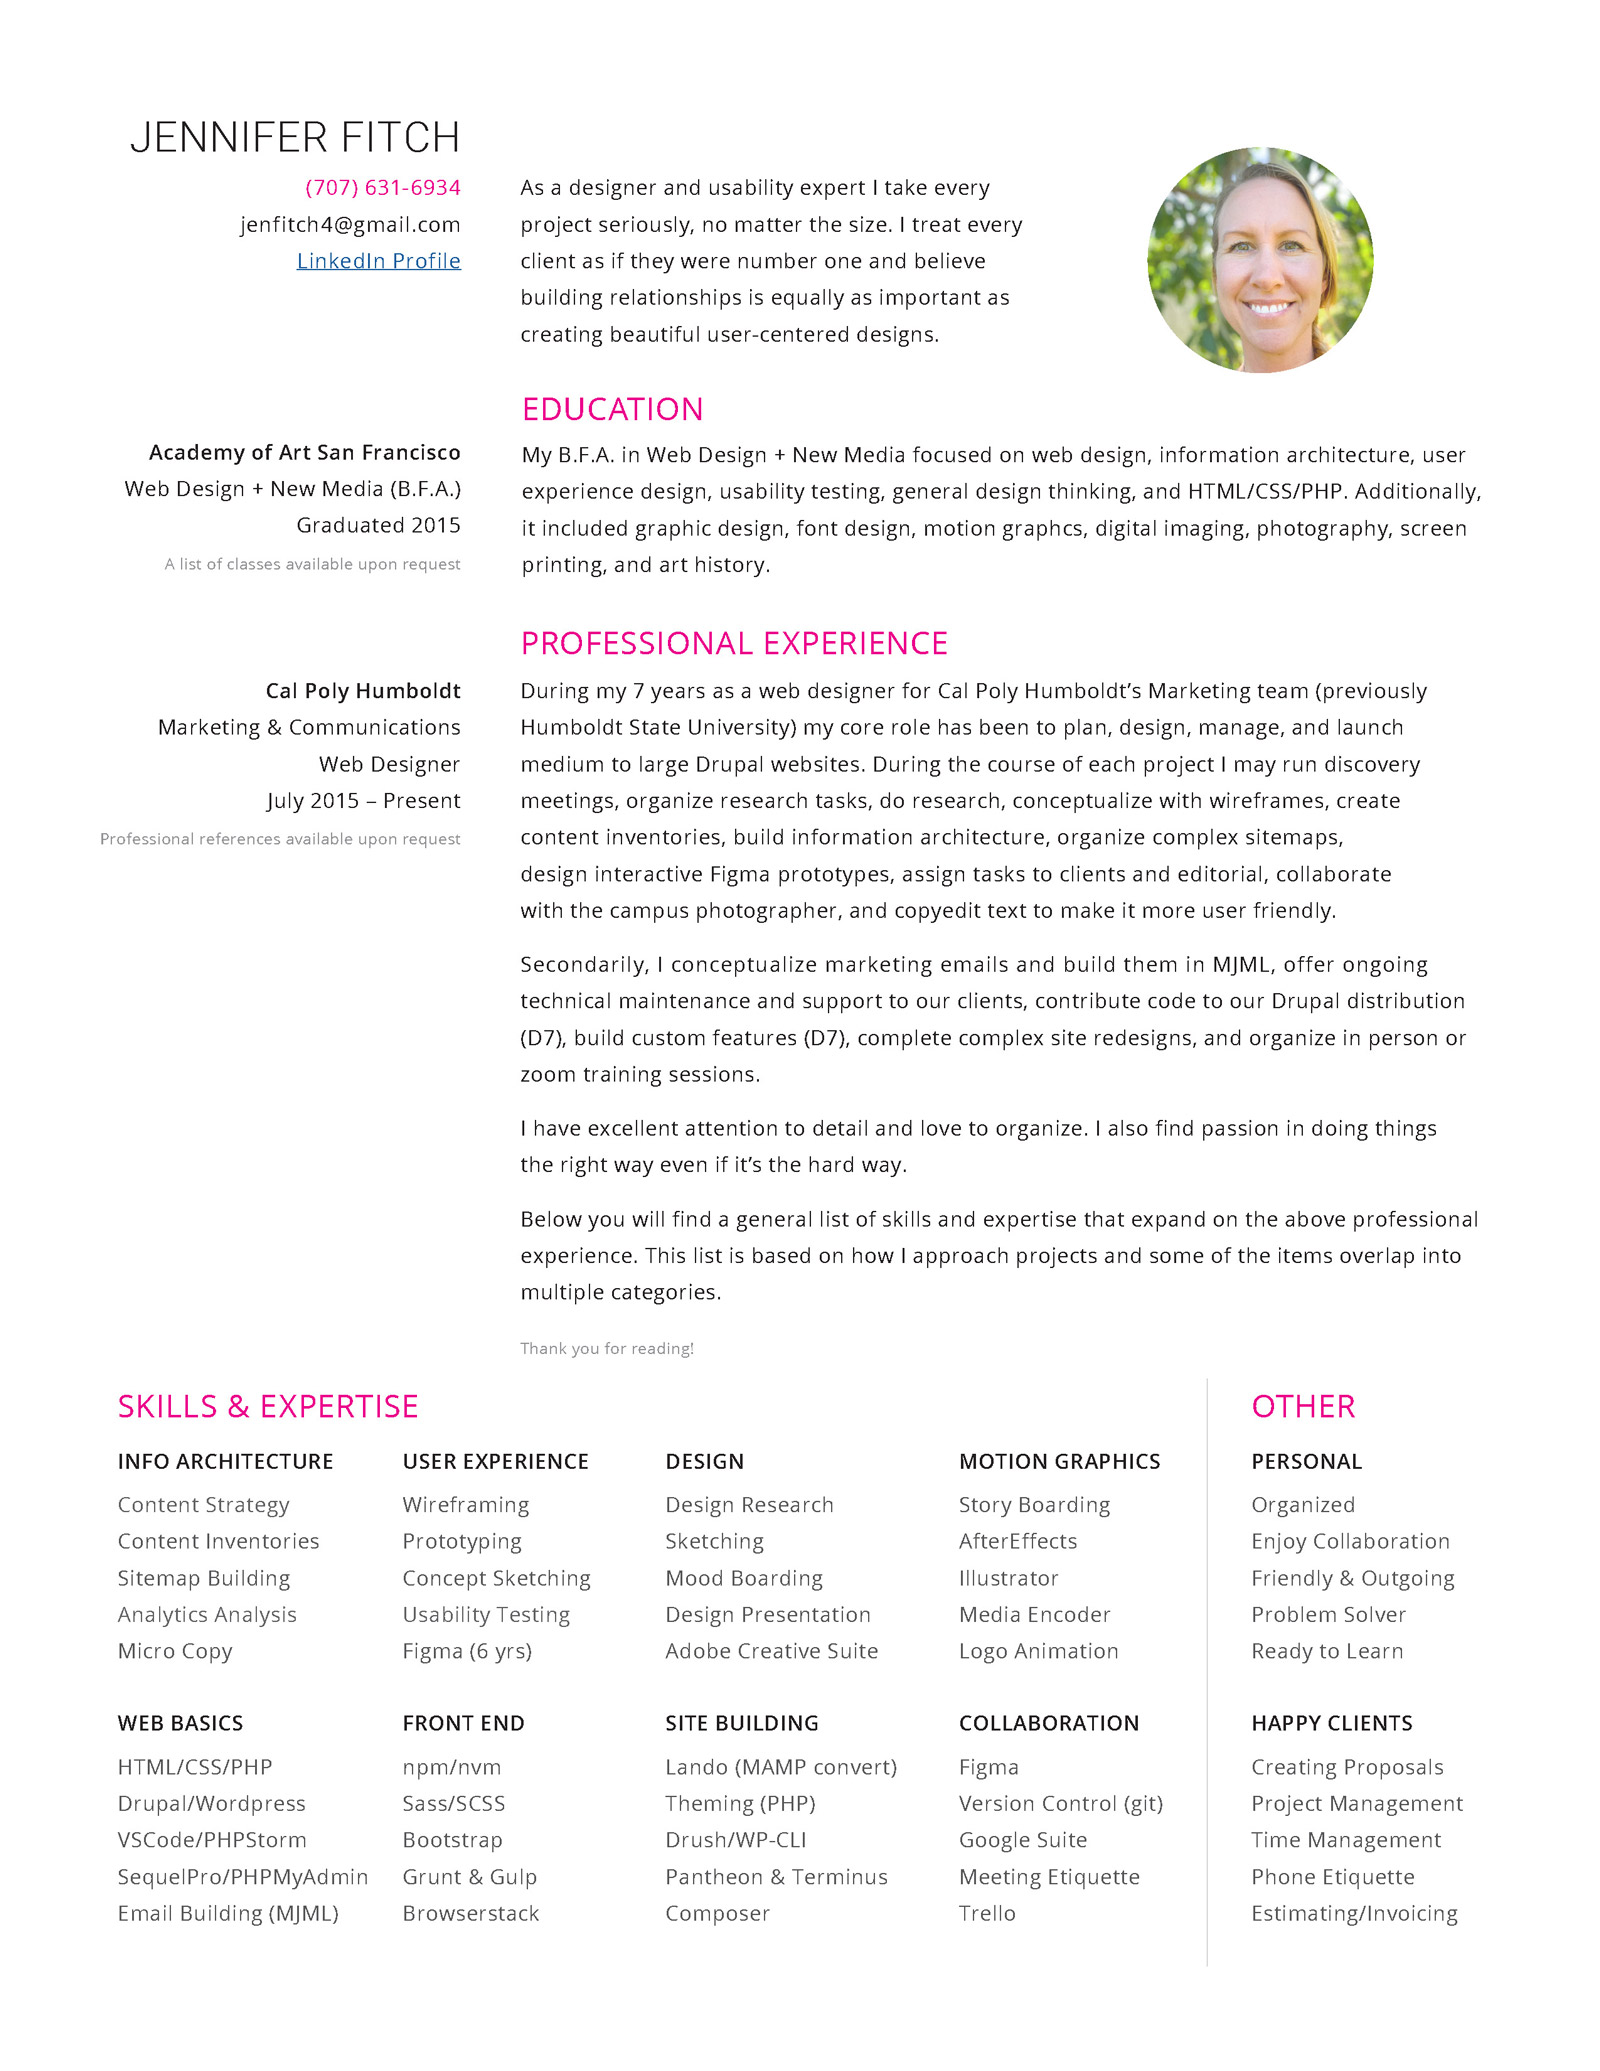 JENNIFER FITCH
(707) 631-6934
jenfitch4@gmail.com
LinkedIn Profile
As a designer and usability expert I take every
project seriously, no matter the size. I treat every
client as if they were number one and believe
building relationships is equally as important as
creating beautiful user-centered designs.
EDUCATION
Academy of Art San Francisco
Web Design + New Media (B.F.A.)
Graduated 2015
A list of classes available upon request
My B.F.A. in Web Design + New Media focused on web design, information architecture, user
experience design, usability testing, general design thinking, and HTML/CSS/PHP. Additionally,
it included graphic design, font design, motion graphcs, digital imaging, photography, screen
printing, and art history.
PROFESSIONAL EXPERIENCE
Cal Poly Humboldt
Marketing & Communications
Web Designer
July 2015 – Present
Professional references available upon request
During my 7 years as a web designer for Cal Poly Humboldt’s Marketing team (previously
Humboldt State University) my core role has been to plan, design, manage, and launch
medium to large Drupal websites. During the course of each project I may run discovery
meetings, organize research tasks, do research, conceptualize with wireframes, create
content inventories, build information architecture, organize complex sitemaps,
design interactive Figma prototypes, assign tasks to clients and editorial, collaborate
with the campus photographer, and copyedit text to make it more user friendly.
Secondarily, I conceptualize marketing emails and build them in MJML, offer ongoing
technical maintenance and support to our clients, contribute code to our Drupal distribution
(D7), build custom features (D7), complete complex site redesigns, and organize in person or
zoom training sessions.
I have excellent attention to detail and love to organize. I also find passion in doing things
the right way even if it’s the hard way.
Below you will find a general list of skills and expertise that expand on the above professional
experience. This list is based on how I approach projects and some of the items overlap into
multiple categories.
Thank you for reading!
SKILLS & EXPERTISE
INFO ARCHITECTURE
Content Strategy
Content Inventories
Sitemap Building
Analytics Analysis
Micro Copy
USER EXPERIENCE
Wireframing
Prototyping
Concept Sketching
Usability Testing
Figma (6 yrs)
DESIGN
Design Research
Sketching
Mood Boarding
Design Presentation
Adobe Creative Suite
MOTION GRAPHICS
Story Boarding
AfterEffects
Illustrator
Media Encoder
Logo Animation
WEB BASICS
HTML/CSS/PHP
Drupal/Wordpress
VSCode/PHPStorm
SequelPro/PHPMyAdmin
Email Building (MJML)
FRONT END
npm/nvm
Sass/SCSS
Bootstrap
Grunt & Gulp
Browserstack
SITE BUILDING
Lando (MAMP convert)
Theming (PHP)
Drush/WP-CLI
Pantheon & Terminus
Composer
COLLABORATION
Figma
Version Control (git)
Google Suite
Meeting Etiquette
Trello
OTHER
PERSONAL
Organized
Enjoy Collaboration
Friendly & Outgoing
Problem Solver
Ready to Learn
HAPPY CLIENTS
Creating Proposals
Project Management
Time Management
Phone Etiquette
Estimating/Invoicing